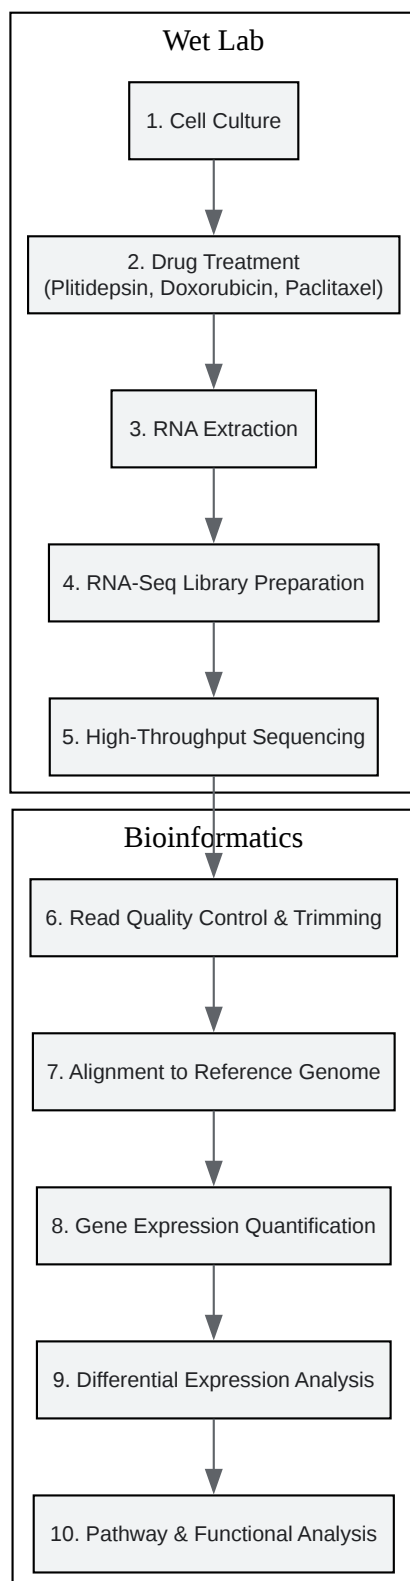 Wet Lab
1. Cell Culture
2. Drug Treatment
(Plitidepsin, Doxorubicin, Paclitaxel)
3. RNA Extraction
4. RNA-Seq Library Preparation
5. High-Throughput Sequencing
Bioinformatics
6. Read Quality Control & Trimming
7. Alignment to Reference Genome
8. Gene Expression Quantification
9. Differential Expression Analysis
10. Pathway & Functional Analysis